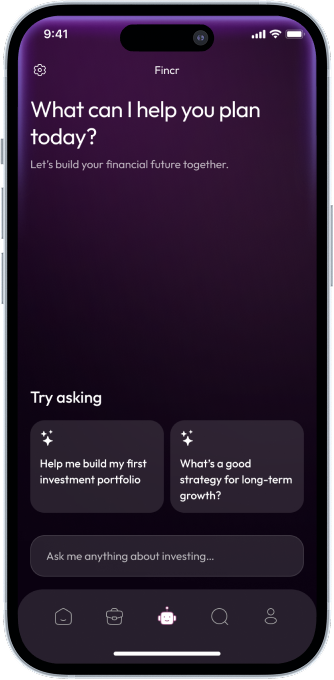 9:41
Fincr
What can I help you plan
today?
Let's build your financial future together.
Try asking
Help me build my first
investment portfolio
What's a good
strategy for long-term
growth?
Ask me anything about investing...